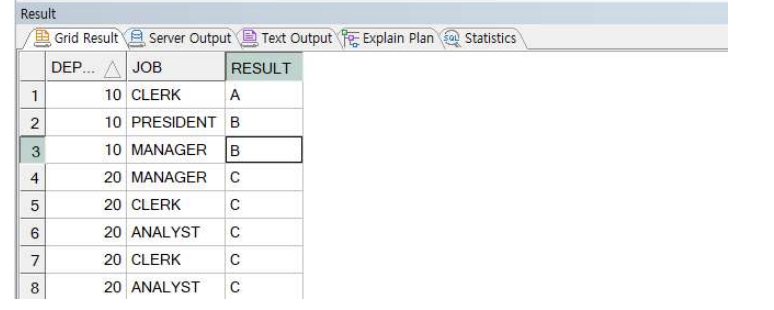 Result
Grid Result Server Output Text Output Explain Plan SQL Statistics
DEP... JOB RESULT
1 10 CLERK A
2 10 PRESIDENT B
3 10 MANAGER B
4 20 MANAGER C
5 20 CLERK C
6 20 ANALYST C
7 20 CLERK C
8 20 ANALYST C